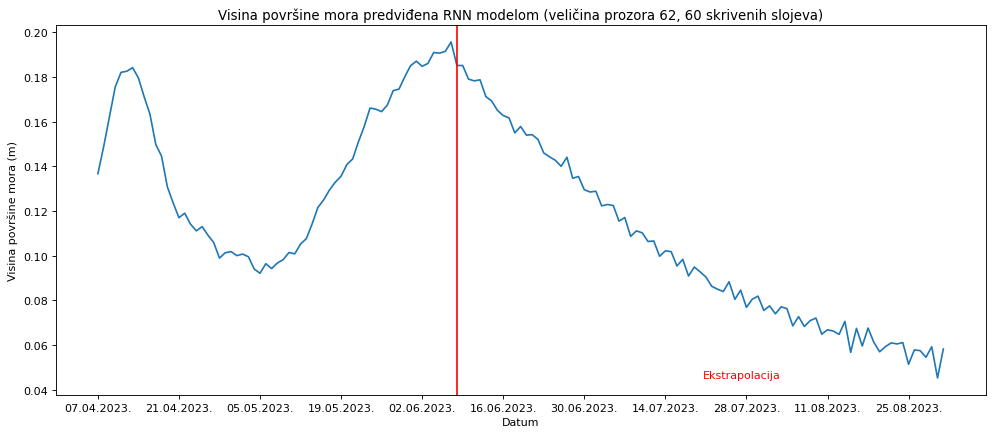 Visina površine mora predviđena RNN modelom (veličina prozora 62, 60 skrivenih slojeva)
Visina površine mora (m)
0.20
0.18
0.16
0.14
0.12
0.10
0.08
0.06
0.04
Ekstrapolacija
07.04.2023. 21.04.2023. 05.05.2023. 19.05.2023. 02.06.2023. 16.06.2023. 30.06.2023. 14.07.2023. 28.07.2023. 11.08.2023. 25.08.2023.
Datum